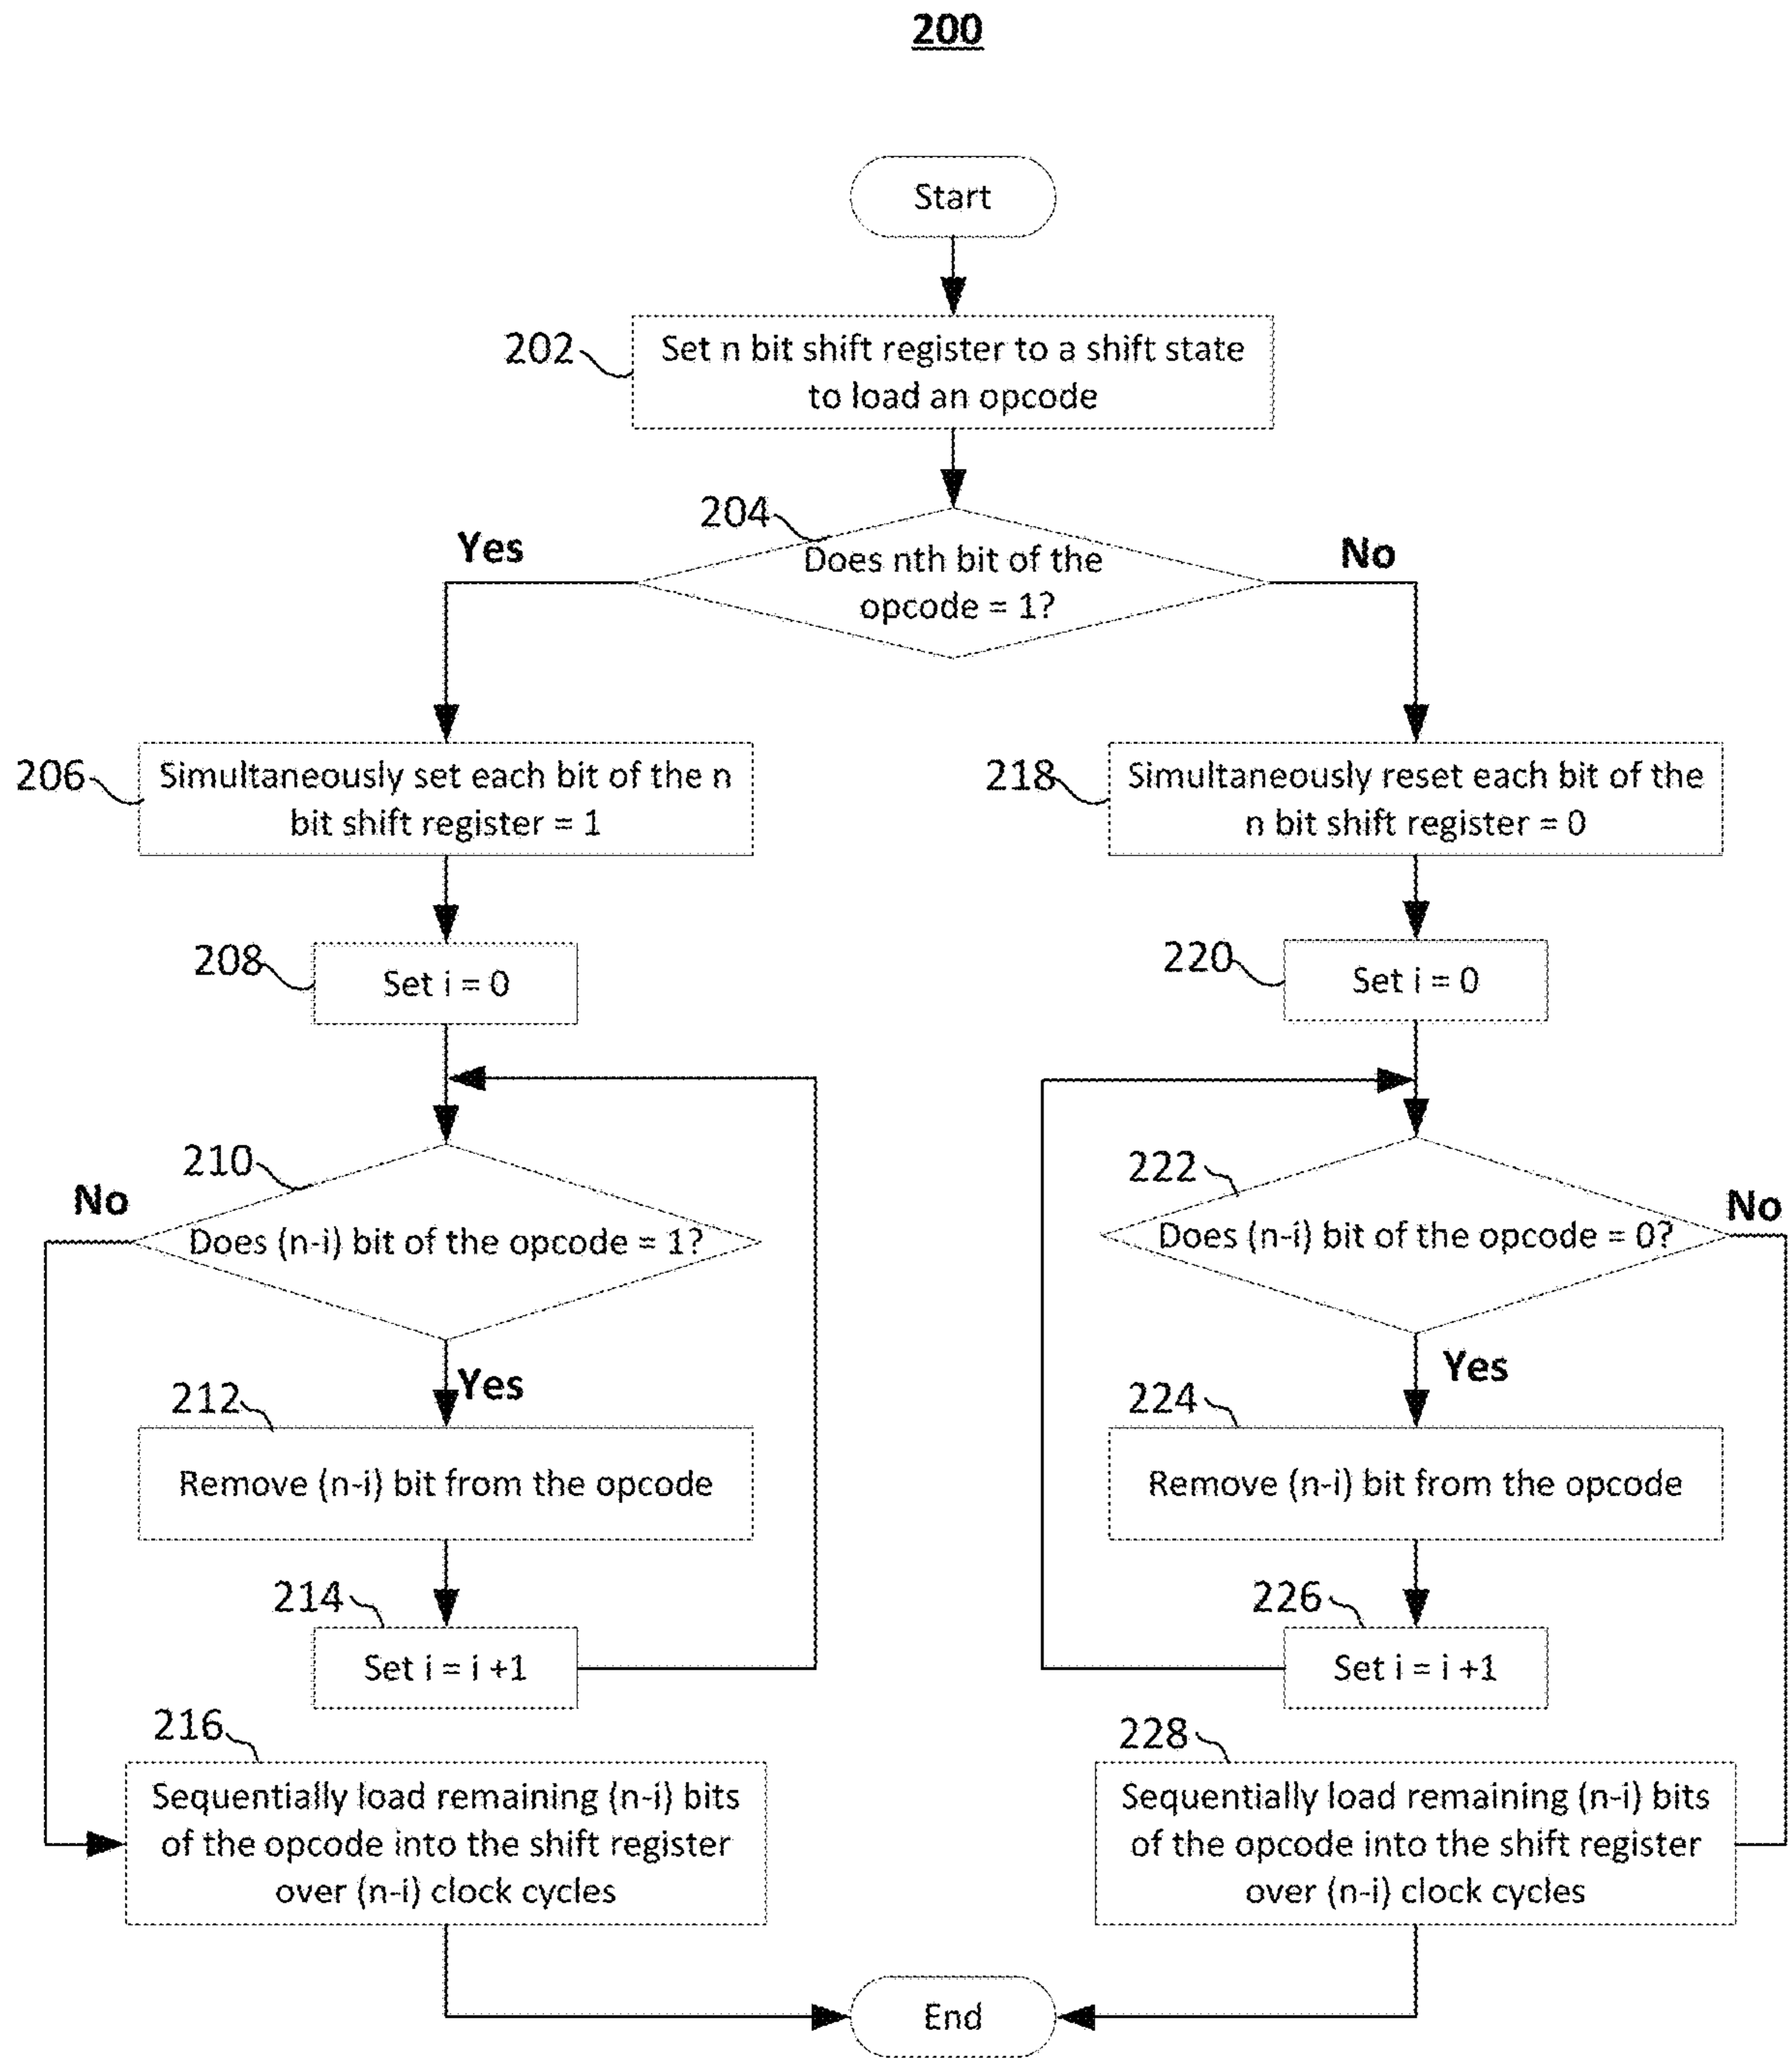 200
Start
202
Set n bit shift register to a shift state
to load an opcode
204
Yes
No
Does nth bit of the
opcode = 1?
206
Simultaneously set each bit of the n
bit shift register = 1
218
Simultaneously reset each bit of the
n bit shift register = 0
208
Set i = 0
220
Set i = 0
210
No
Does (n-i) bit of the opcode = 1?
222
No
Does (n-i) bit of the opcode = 0?
Yes
Yes
212
Remove (n-i) bit from the opcode
224
Remove (n-i) bit from the opcode
214
Set i = i +1
226
Set i = i +1
216
Sequentially load remaining (n-i) bits
of the opcode into the shift register
over (n-i) clock cycles
228
Sequentially load remaining (n-i) bits
of the opcode into the shift register
over (n-i) clock cycles
End